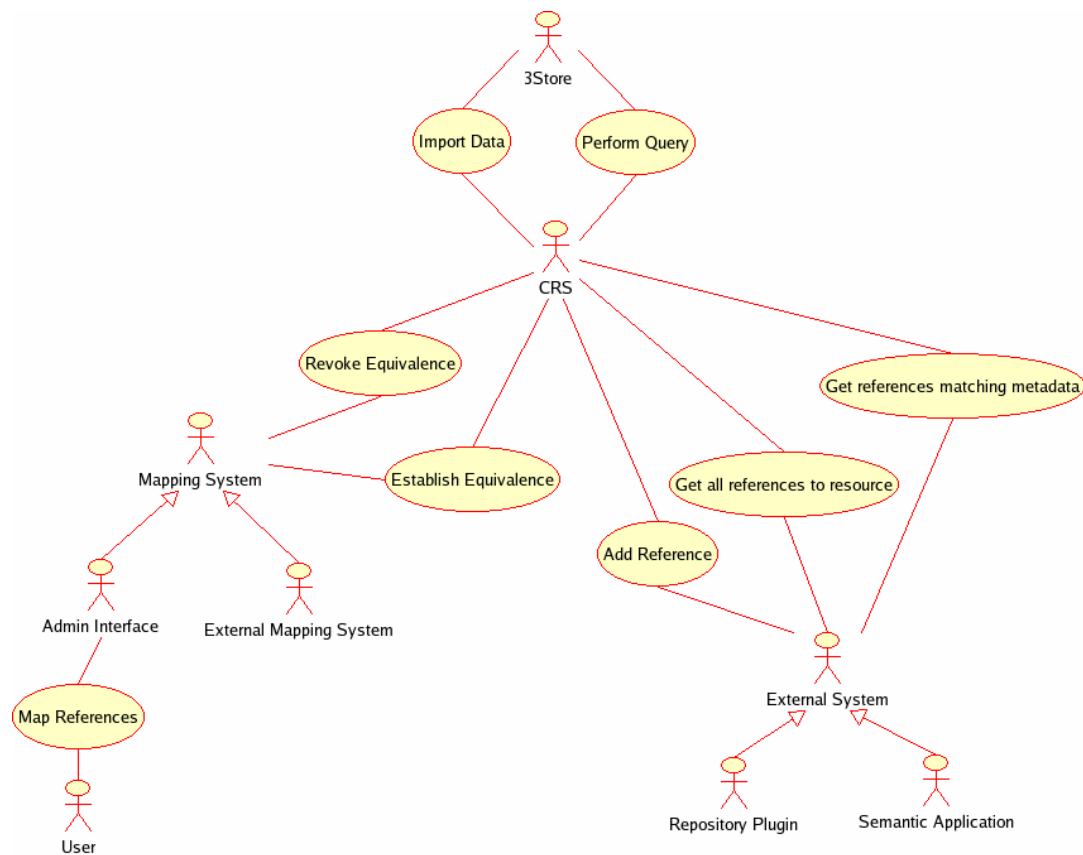 3Store
Import Data
Perform Query
CRS
Revoke Equivalence
Get references matching metadata
Mapping System
Establish Equivalence
Get all references to resource
Add Reference
Admin Interface
External Mapping System
External System
Map References
Repository Plugin
Semantic Application
User